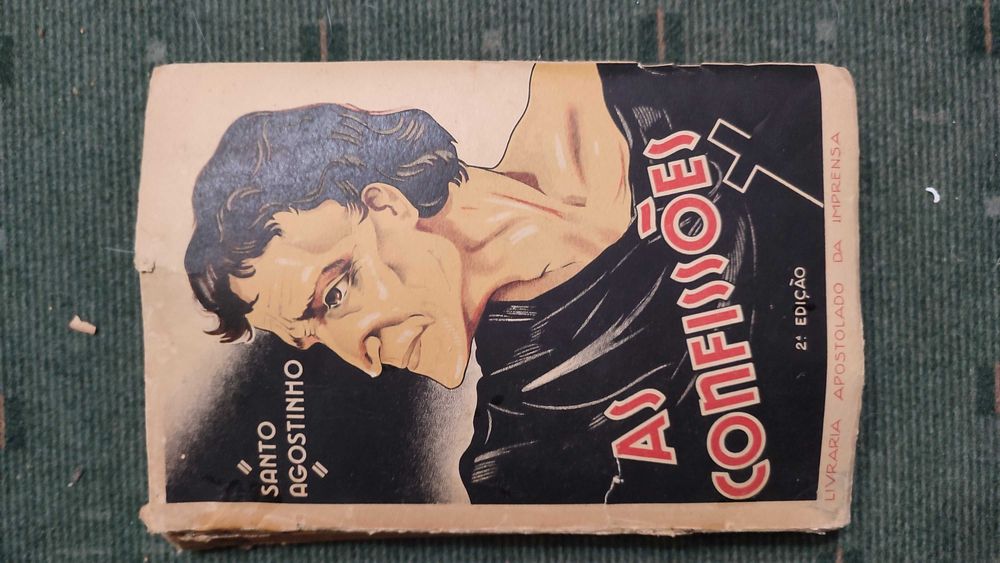 "
SANTO
AGOSTINHO
"
AS
CONFISSÕES
2ª EDIÇÃO
LIVRARIA APOSTOLADO DA IMPRENSA